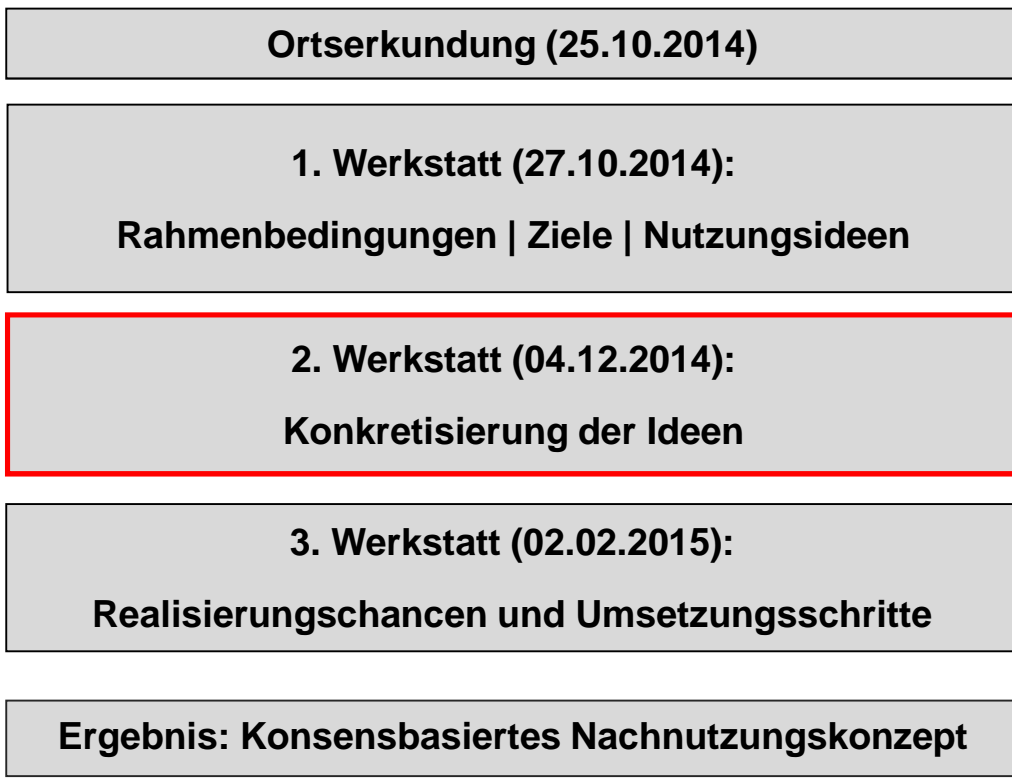 Ortserkundung (25.10.2014)
1. Werkstatt (27.10.2014):
Rahmenbedingungen | Ziele | Nutzungsideen
2. Werkstatt (04.12.2014):
Konkretisierung der Ideen
3. Werkstatt (02.02.2015):
Realisierungschancen und Umsetzungsschritte
Ergebnis: Konsensbasiertes Nachnutzungskonzept